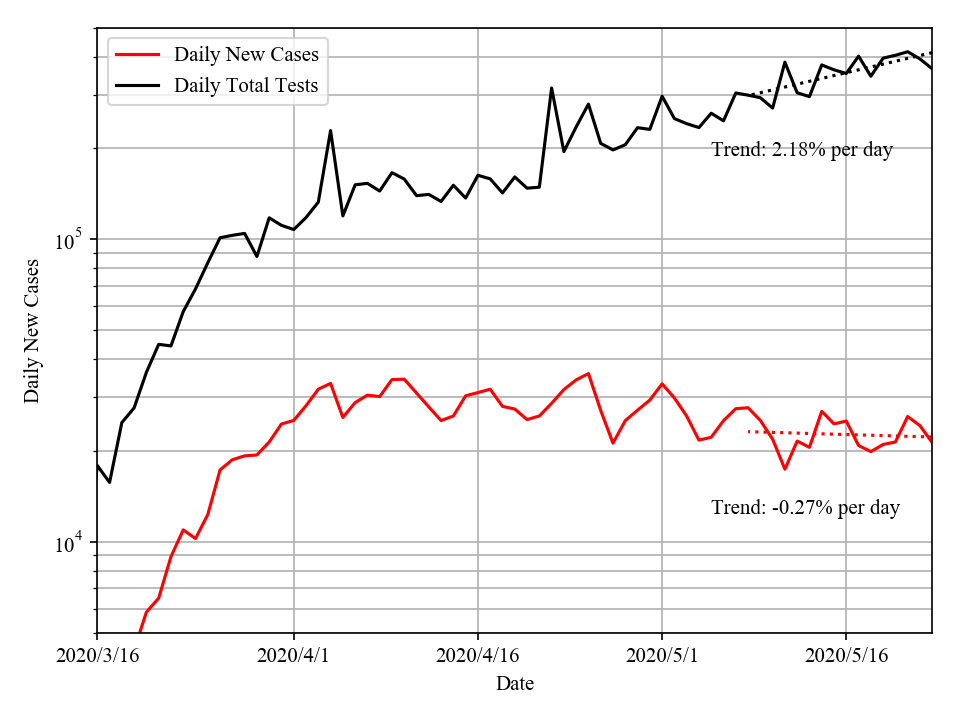 Daily New Cases
Daily Total Tests
Trend: 2.18% per day
Trend: -0.27% per day
10^5
10^4
Daily New Cases
2020/3/16
2020/4/1
2020/4/16
2020/5/1
2020/5/16
Date